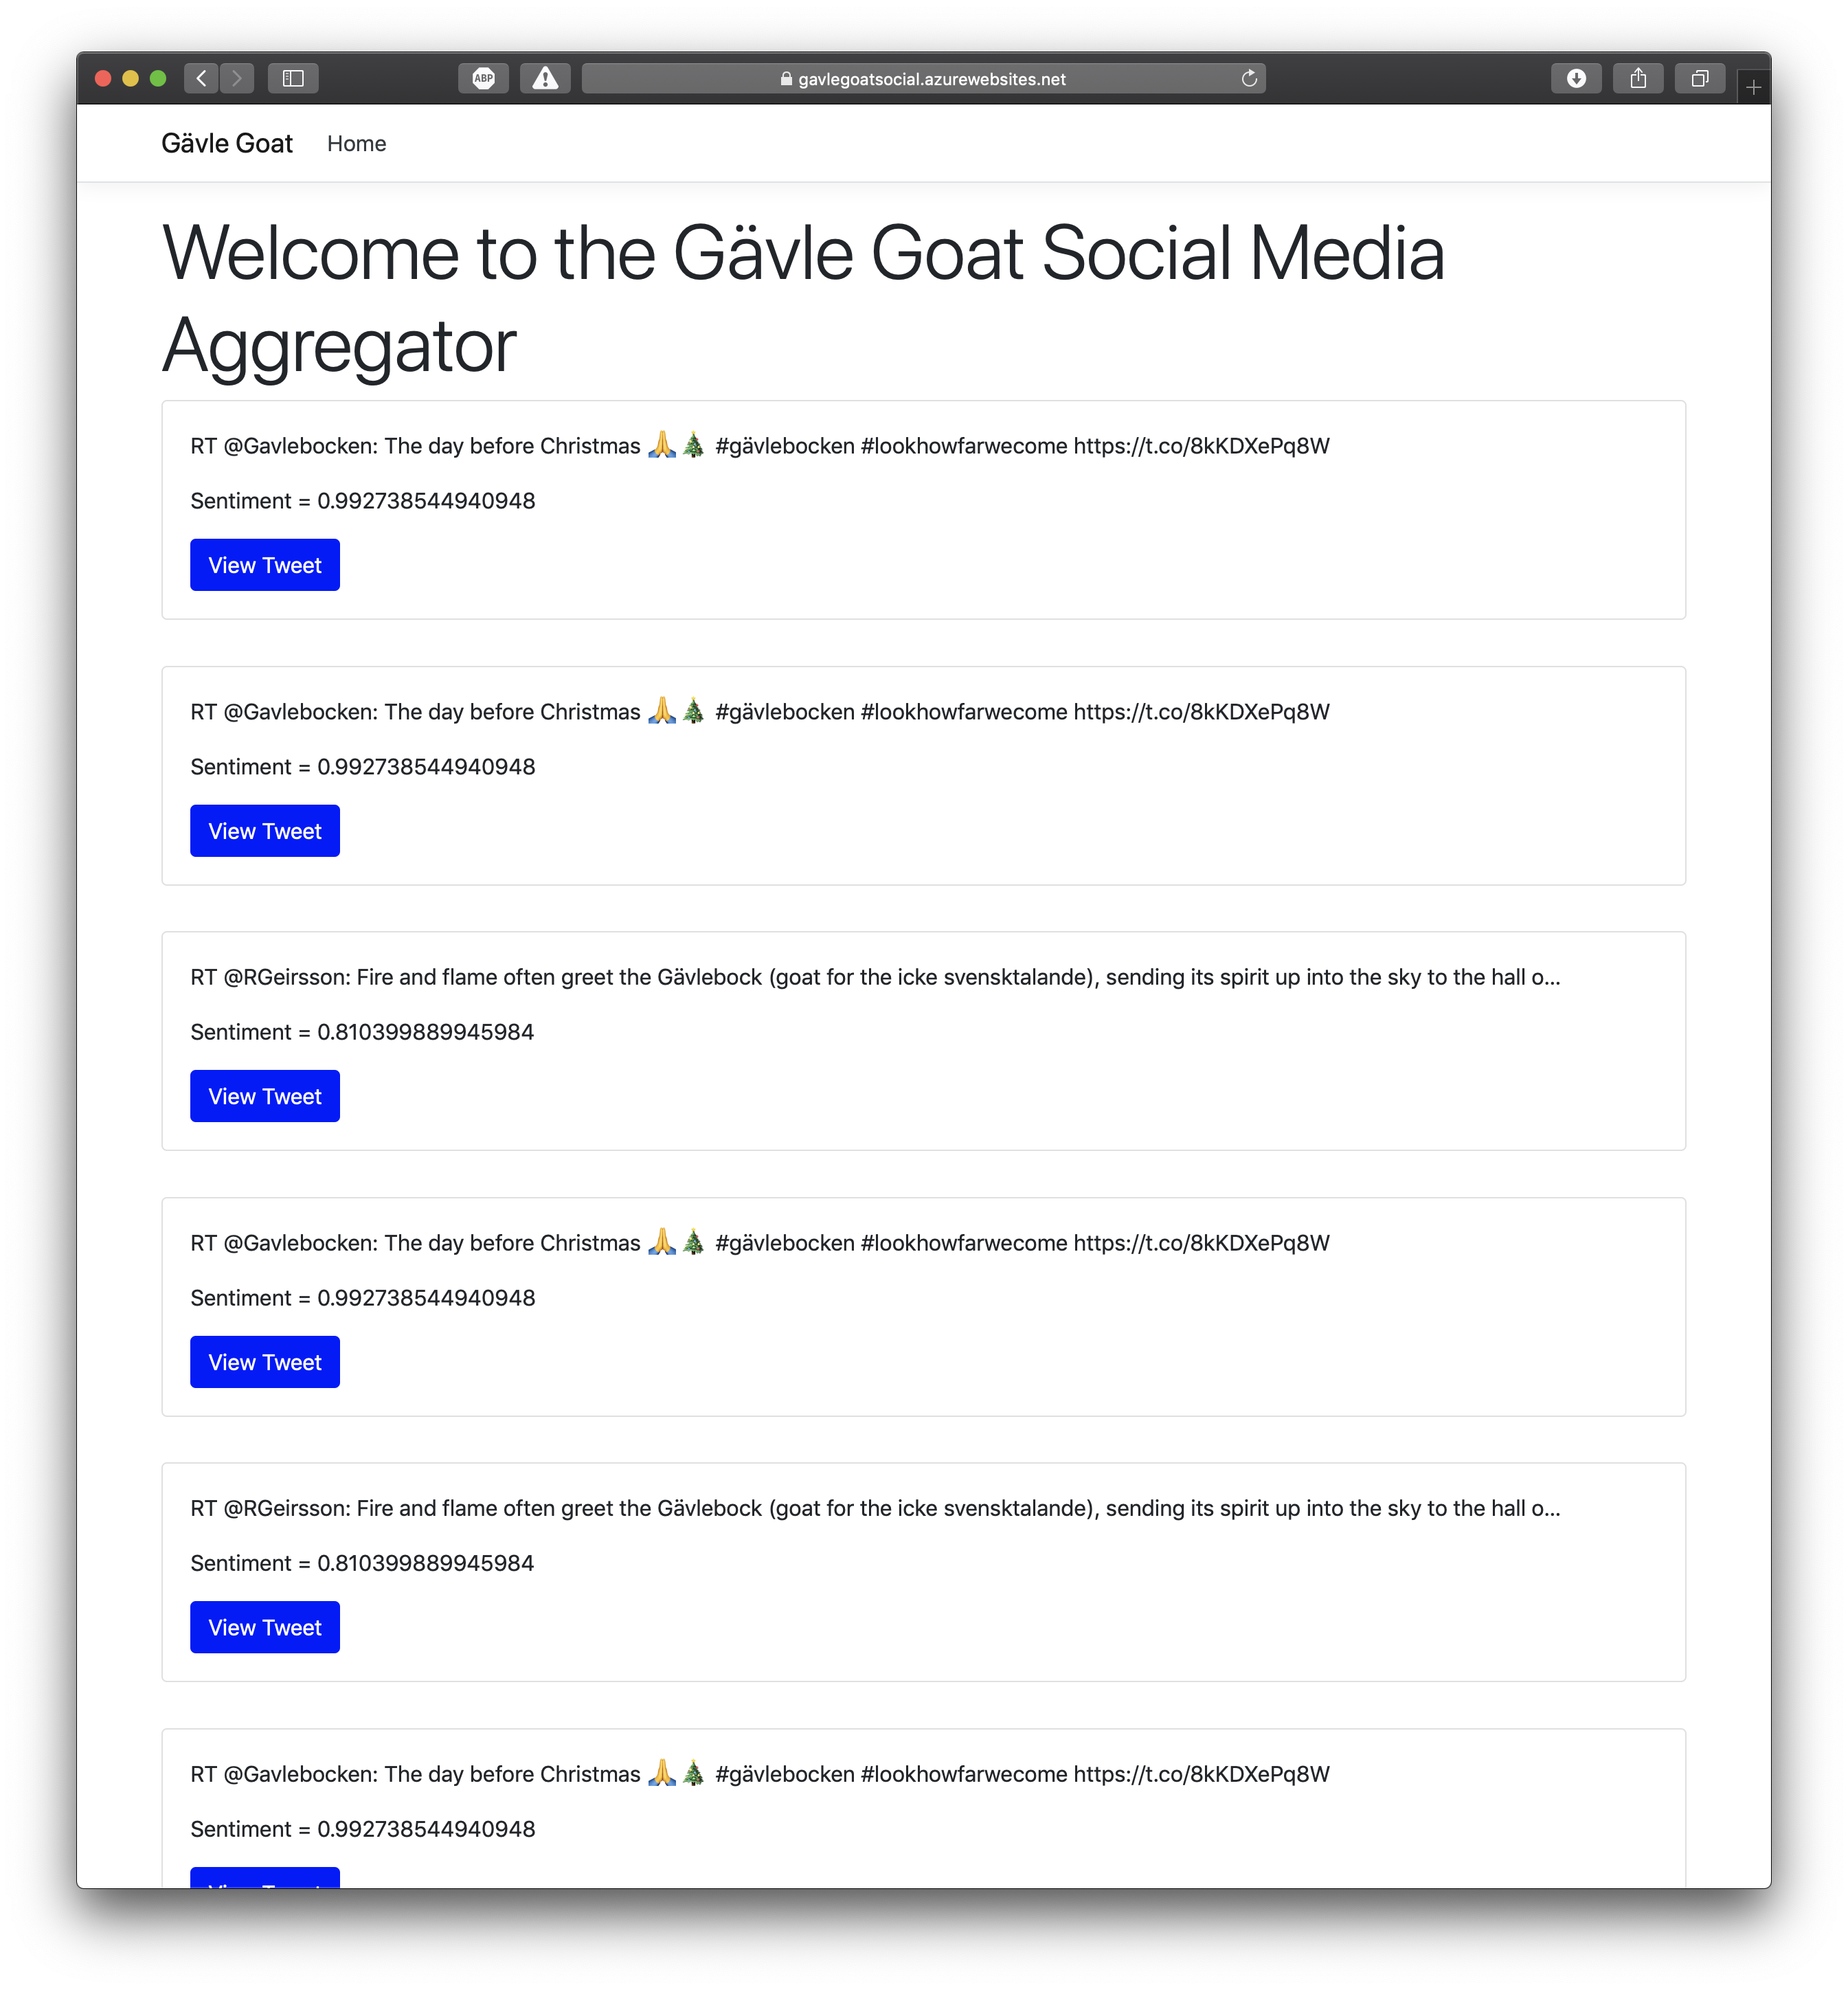 ABP
gavlegoatsocial.azurewebsites.net
Gävle Goat Home
Welcome to the Gävle Goat Social Media
Aggregator
RT @Gavlebocken: The day before Christmas 🙏🎄 #gävlebocken #lookhowfarwecome https://t.co/8kKDXePq8W
Sentiment = 0.992738544940948
View Tweet
RT @Gavlebocken: The day before Christmas 🙏🎄 #gävlebocken #lookhowfarwecome https://t.co/8kKDXePq8W
Sentiment = 0.992738544940948
View Tweet
RT @RGeirsson: Fire and flame often greet the Gävlebock (goat for the icke svensktalande), sending its spirit up into the sky to the hall o…
Sentiment = 0.810399889945984
View Tweet
RT @Gavlebocken: The day before Christmas 🙏🎄 #gävlebocken #lookhowfarwecome https://t.co/8kKDXePq8W
Sentiment = 0.992738544940948
View Tweet
RT @RGeirsson: Fire and flame often greet the Gävlebock (goat for the icke svensktalande), sending its spirit up into the sky to the hall o…
Sentiment = 0.810399889945984
View Tweet
RT @Gavlebocken: The day before Christmas 🙏🎄 #gävlebocken #lookhowfarwecome https://t.co/8kKDXePq8W
Sentiment = 0.992738544940948